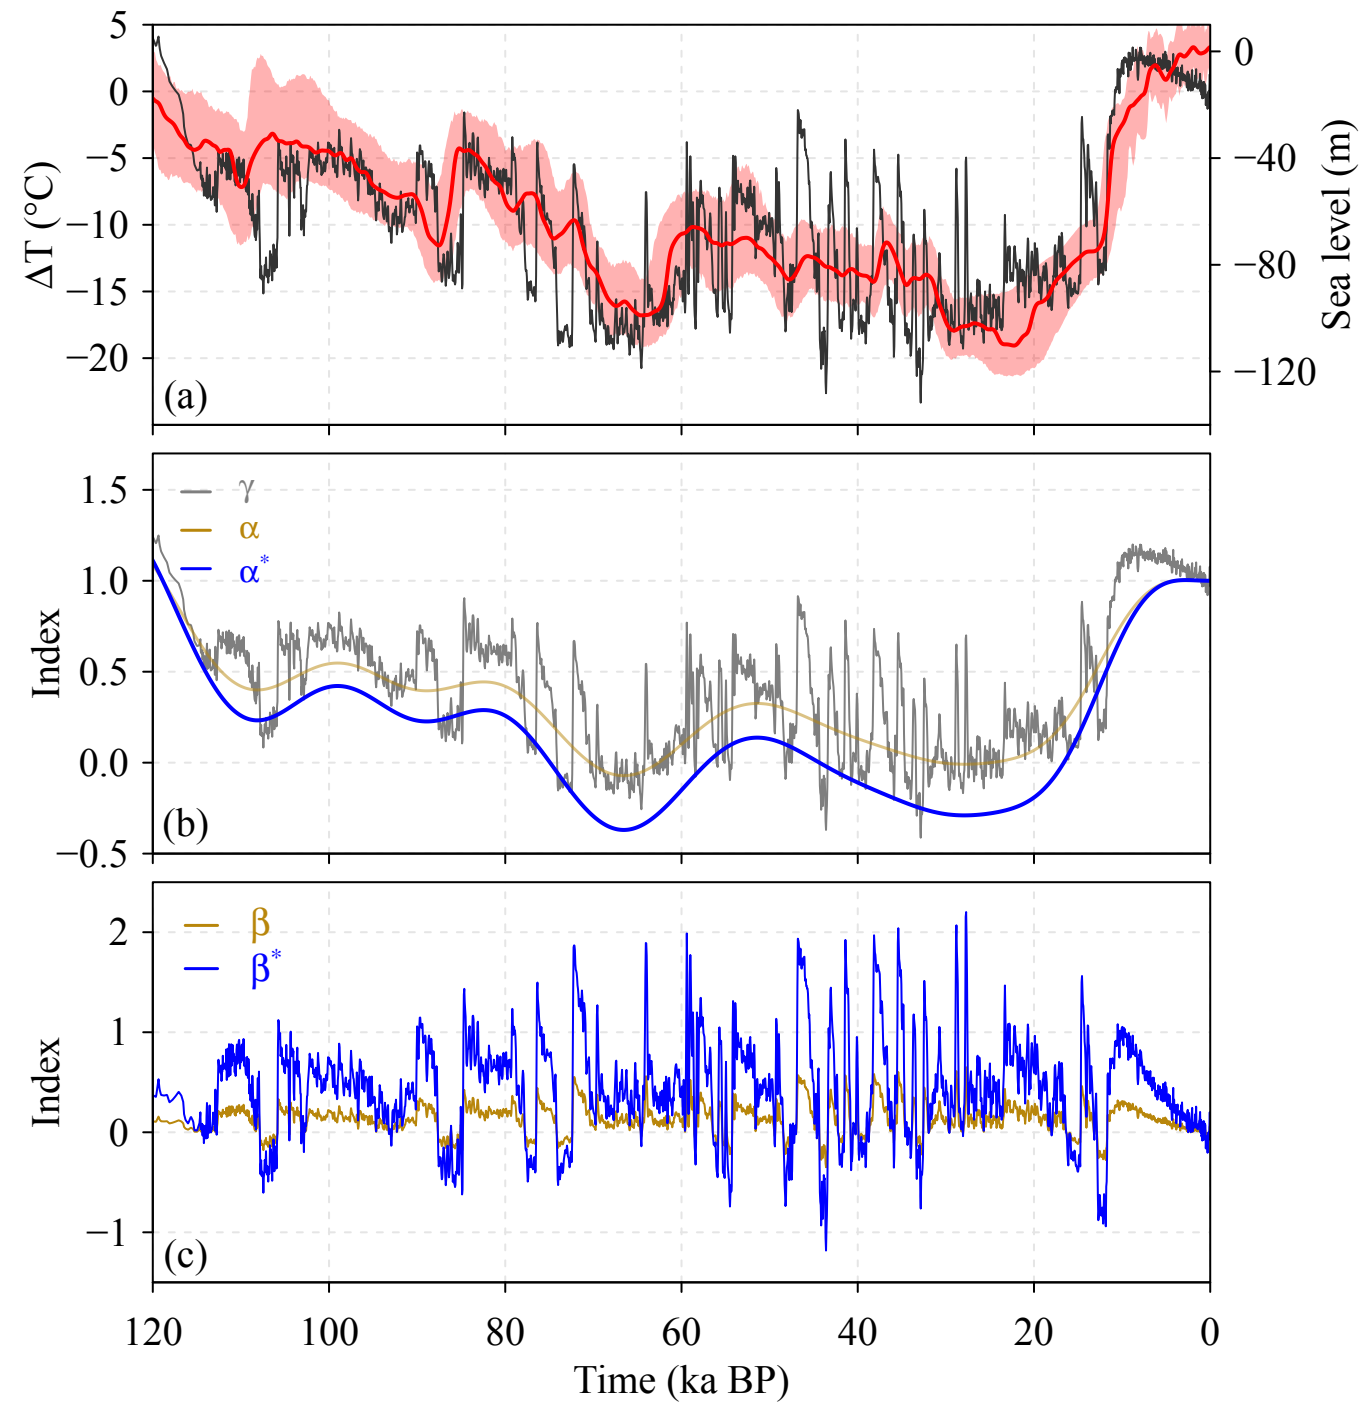 5
0
−5
−10
−15
−20
ΔT (°C)
0
−40
−80
−120
Sea level (m)
(a)
1.5
1.0
0.5
0.0
−0.5
Index
γ
α
α*
(b)
2
1
0
−1
Index
β
β*
(c)
120 100 80 60 40 20 0
Time (ka BP)